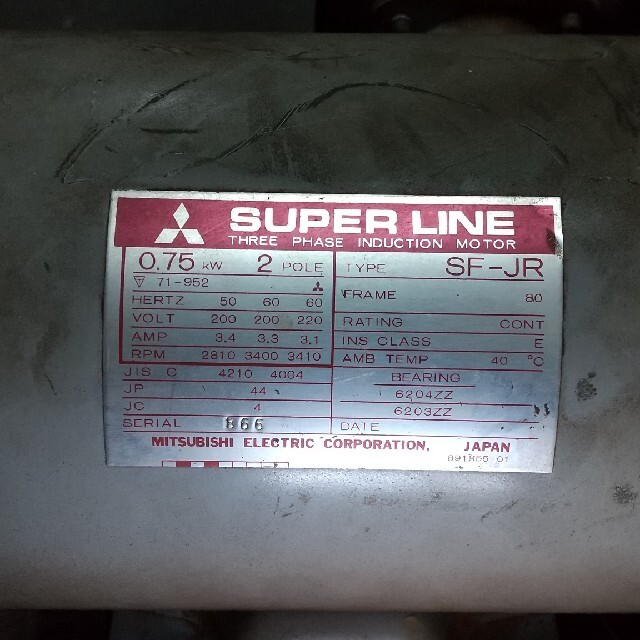 SUPER LINE
THREE PHASE INDUCTION MOTOR
0.75 kW 2 POLE
71-952
HERTZ 50 60 60
VOLT 200 200 220
AMP 3.4 3.3 3.1
RPM 2810 3400 3410
JIS C 4210 4084
JP 44
JC 4
SERIAL 866
TYPE SF-JR
FRAME 80
RATING CONT
INS CLASS E
AMB TEMP 40 °C
BEARING
6204ZZ
6203ZZ
DATE
MITSUBISHI ELECTRIC CORPORATION, JAPAN